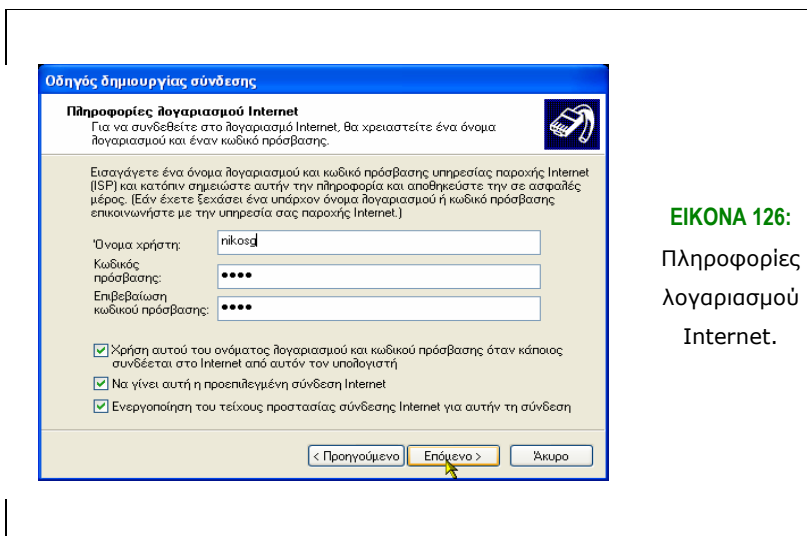 Οδηγός δημιουργίας σύνδεσης
Πληροφορίες λογαριασμού Internet
Για να συνδεθείτε στο λογαριασμό Internet, θα χρειαστείτε ένα όνομα
λογαριασμού και έναν κωδικό πρόσβασης.
Εισαγάγετε ένα όνομα λογαριασμού και κωδικό πρόσβασης υπηρεσίας παροχής Internet
(ISP) και κατόπιν σημειώστε αυτήν την πληροφορία και αποθηκεύστε την σε ασφαλές
μέρος. (Εάν έχετε ξεχάσει ένα υπάρχον όνομα λογαριασμού ή κωδικό πρόσβασης
επικοινωνήστε με την υπηρεσία σας παροχής Internet.)
Όνομα χρήστη: nikosg
Κωδικός
πρόσβασης: ••••
Επιβεβαίωση
κωδικού πρόσβασης: ••••
Χρήση αυτού του ονόματος λογαριασμού και κωδικού πρόσβασης όταν κάποιος
συνδέεται στο Internet από αυτόν τον υπολογιστή
Να γίνει αυτή η προεπιλεγμένη σύνδεση Internet
Ενεργοποίηση του τείχους προστασίας σύνδεσης Internet για αυτήν τη σύνδεση
< Προηγούμενο Επόμενο > Άκυρο
ΕΙΚΟΝΑ 126:
Πληροφορίες
λογαριασμού
Internet.